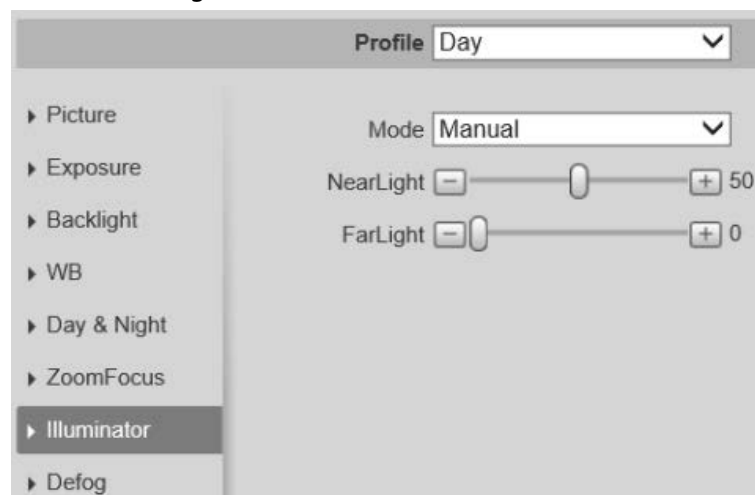 Profile Day
Picture
Mode Manual
Exposure
NearLight 50
Backlight
FarLight 0
WB
Day & Night
ZoomFocus
Illuminator
Defog